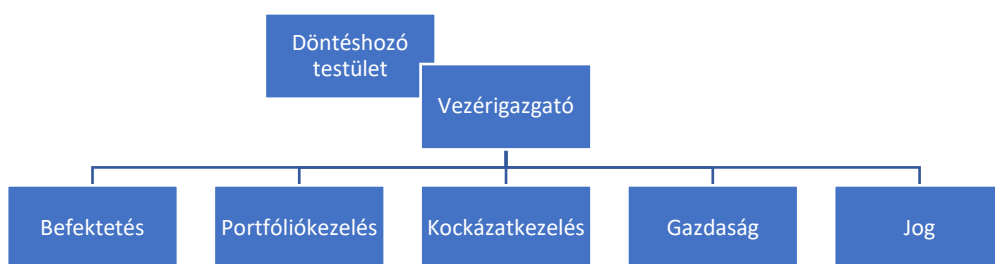 Döntéshozó
testület
Vezérigazgató
Befektetés
Portfóliókezelés
Kockázatkezelés
Gazdaság
Jog